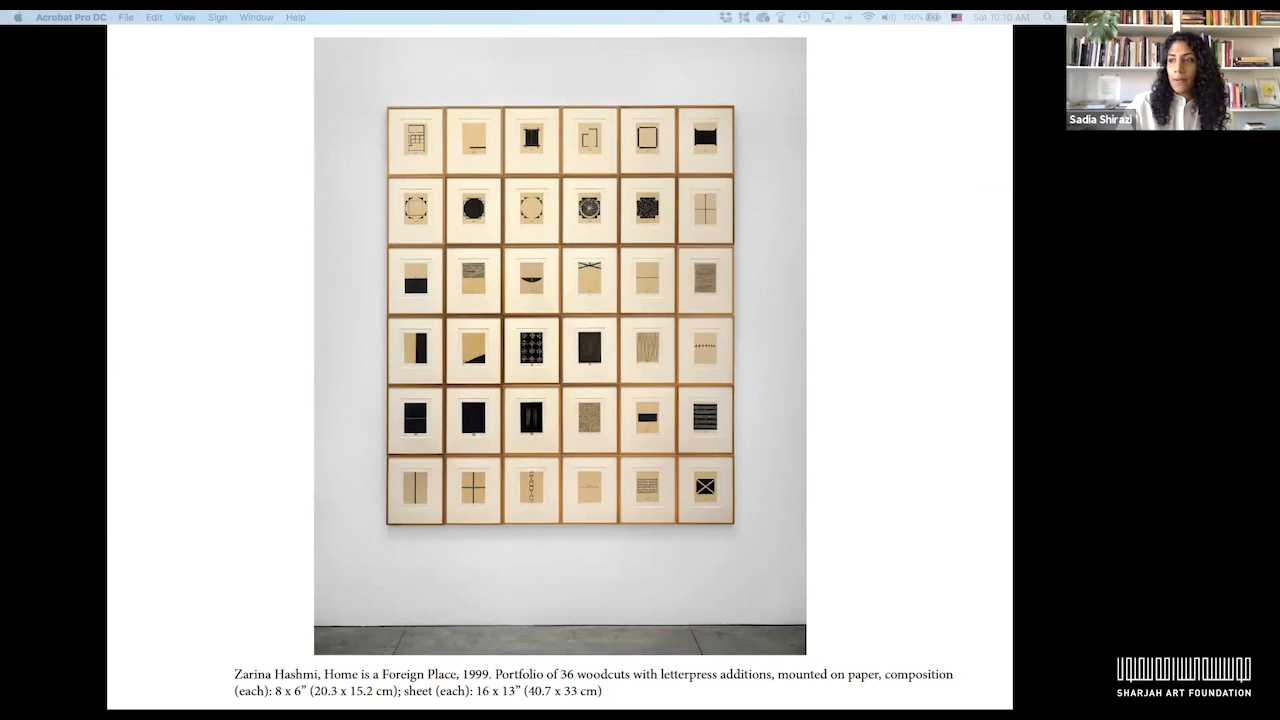 Acrobat Pro DC File Edit View Sign Window Help 100% Sat 10:10 AM
Sadia Shirazi
Zarina Hashmi, Home is a Foreign Place, 1999. Portfolio of 36 woodcuts with letterpress additions, mounted on paper, composition
(each): 8 x 6” (20.3 x 15.2 cm); sheet (each): 16 x 13” (40.7 x 33 cm)
SHARJAH ART FOUNDATION